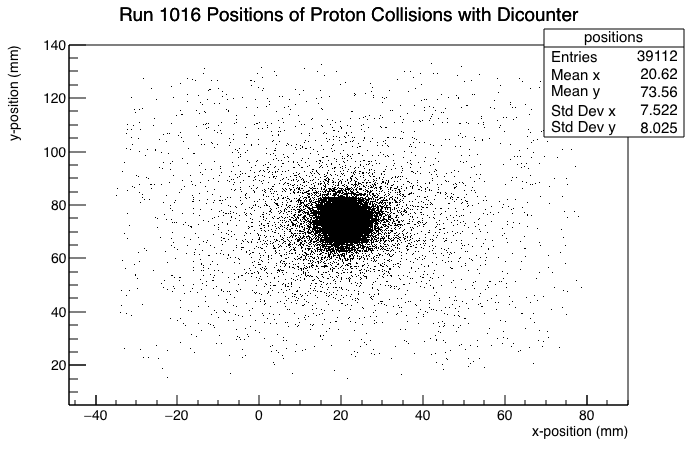 Run 1016 Positions of Proton Collisions with Dicounter
positions
Entries 39112
Mean x 20.62
Mean y 73.56
Std Dev x 7.522
Std Dev y 8.025
y-position (mm)
140
120
100
80
60
40
20
−40 −20 0 20 40 60 80
x-position (mm)